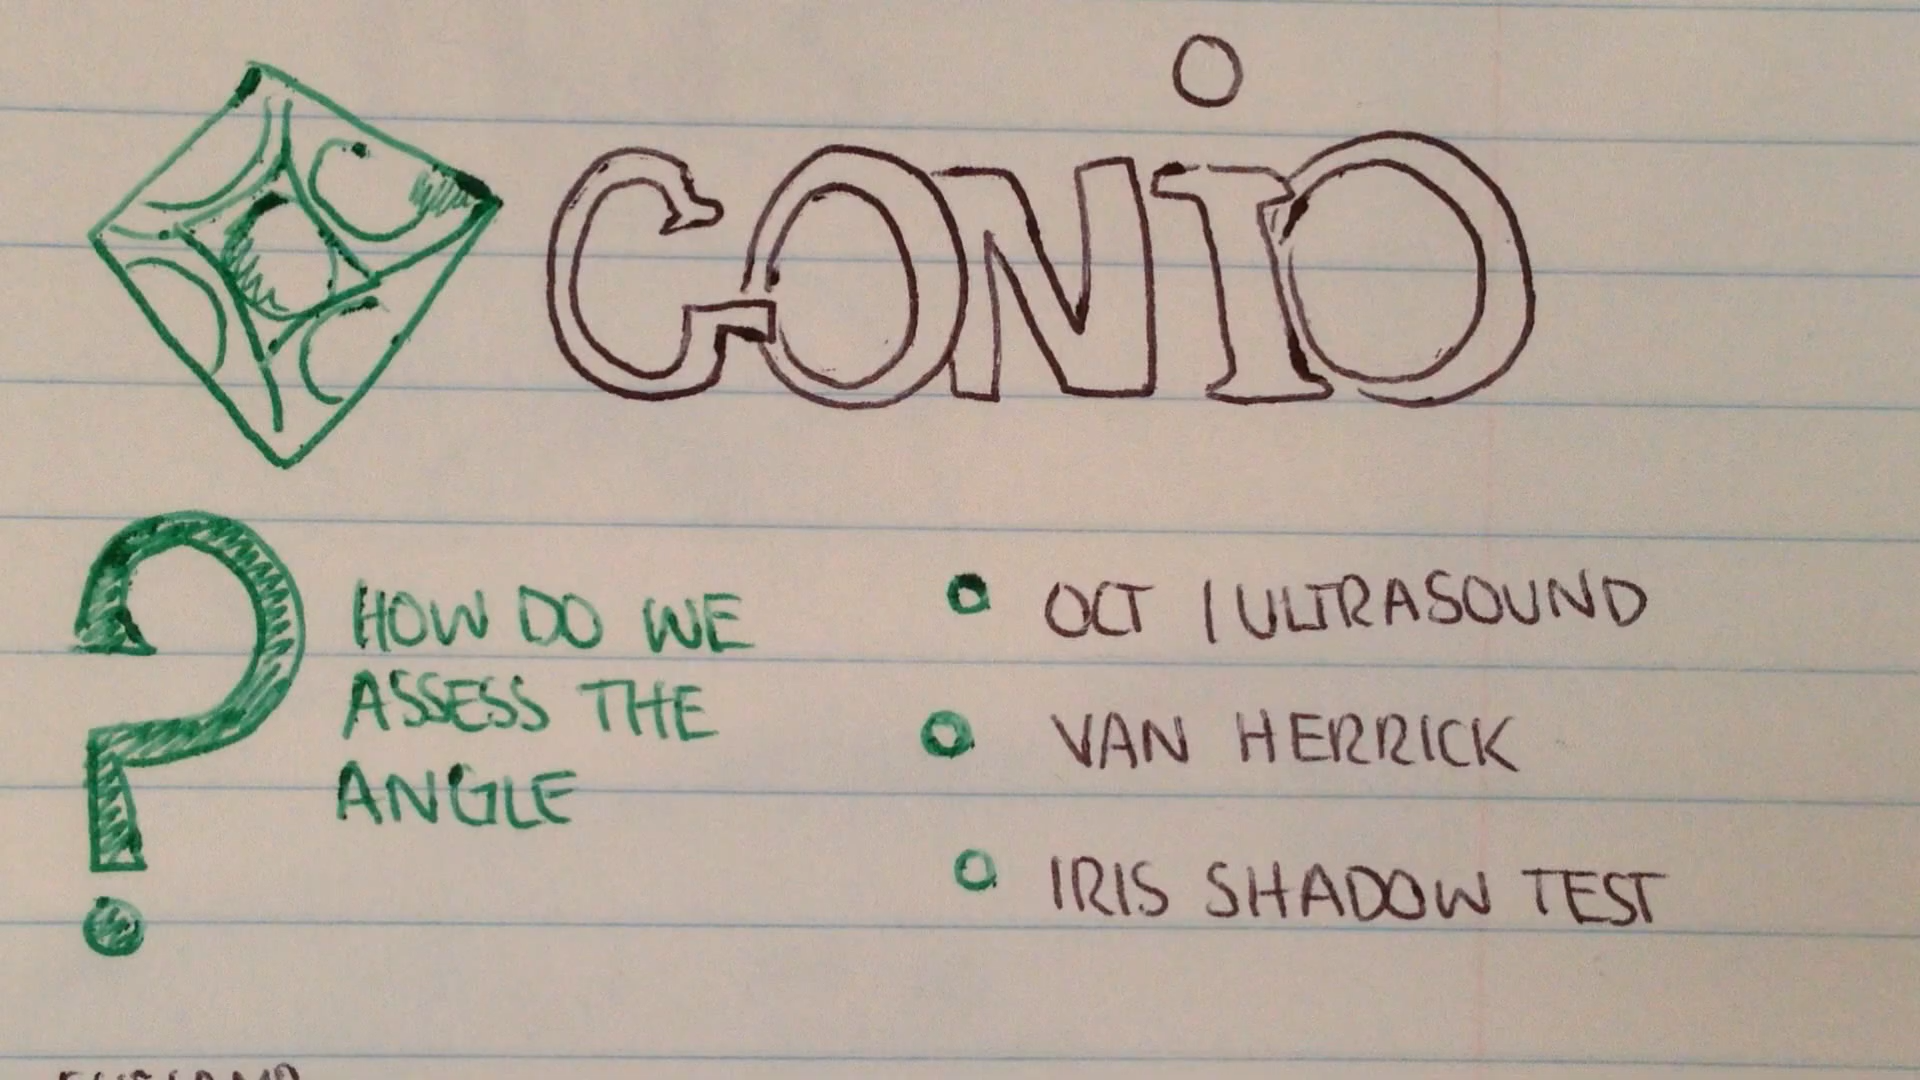 GONIO
HOW DO WE
ASSESS THE
ANGLE
OCT / ULTRASOUND
VAN HERRICK
IRIS SHADOW TEST